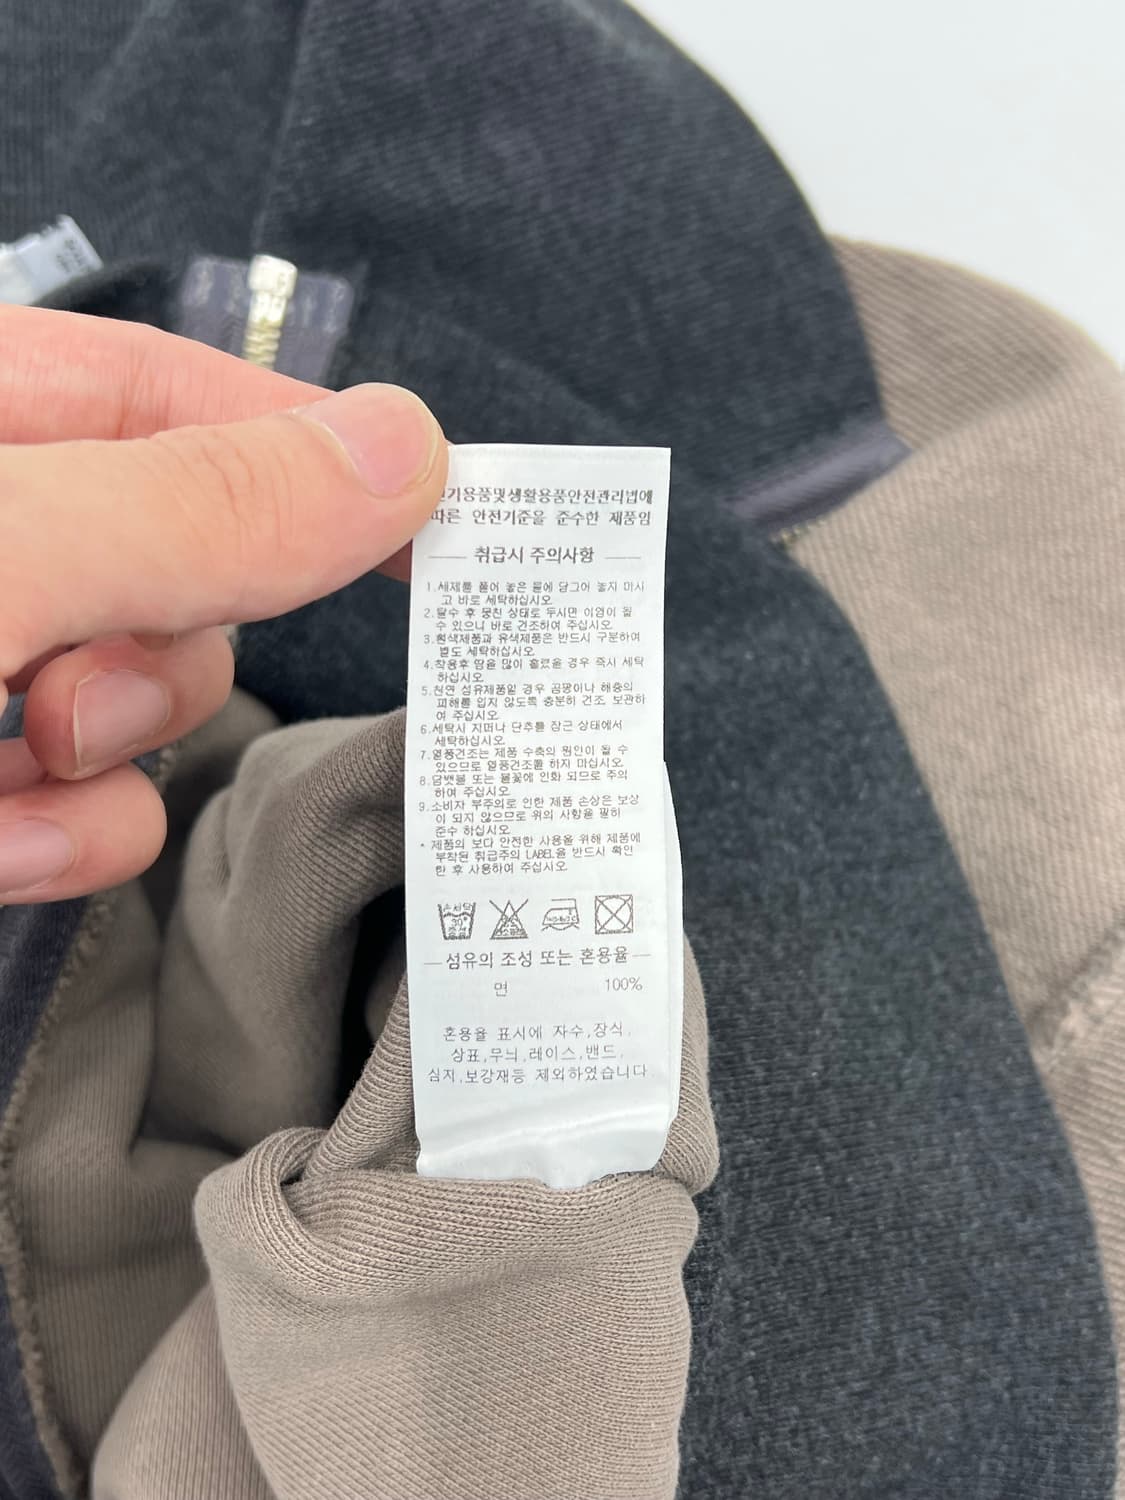 전기용품및생활용품안전관리법에
따른 안전기준을 준수한 제품임
취급시 주의사항
1.세제를 풀어 놓은 물에 담그어 놓지 마시
고 바로 세탁하십시오.
2.탈수 후 뭉친 상태로 두시면 이염이 될
수 있으니 바로 건조하여 주십시오.
3.흰색제품과 유색제품은 반드시 구분하여
별도 세탁하십시오.
4.착용후 땀을 많이 흘렸을 경우 즉시 세탁
하십시오.
5.천연 섬유제품일 경우 곰팡이나 해충의
피해를 입지 않도록 충분히 건조 보관하
여 주십시오.
6.세탁시 지퍼나 단추를 잠근 상태에서
세탁하십시오.
7.열풍건조는 제품 수축의 원인이 될 수
있으므로 열풍건조를 하지 마십시오.
8.담뱃불 또는 불꽃에 인화 되므로 주의
하여 주십시오.
9.소비자 부주의로 인한 제품 손상은 보상
이 되지 않으므로 위의 사항을 필히
준수 하십시오.
* 제품의 보다 안전한 사용을 위해 제품에
부착된 취급주의 LABEL을 반드시 확인
한 후 사용하여 주십시오.
손세탁
30°
중성
섬유의 조성 또는 혼용율
면 100%
혼용율 표시에 자수,장식,
상표,무늬,레이스,밴드,
심지,보강재등 제외하였습니다.